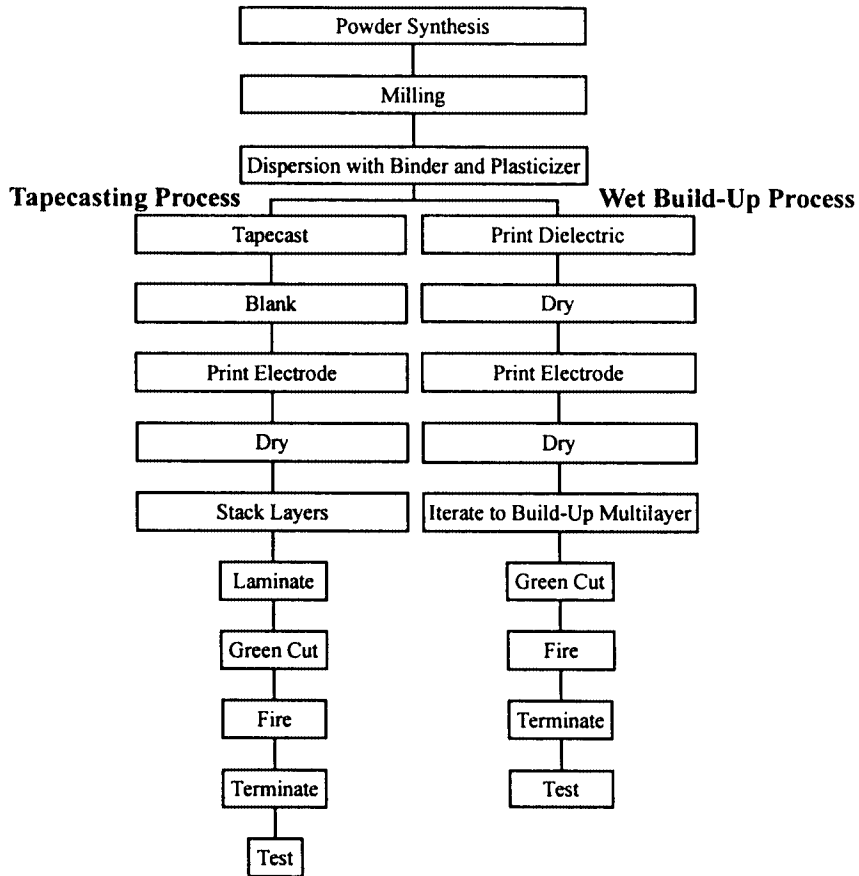 Powder Synthesis
Milling
Dispersion with Binder and Plasticizer
Tapecasting Process
Tapecast
Blank
Print Electrode
Dry
Stack Layers
Laminate
Green Cut
Fire
Terminate
Test
Wet Build-Up Process
Print Dielectric
Dry
Print Electrode
Dry
Iterate to Build-Up Multilayer
Green Cut
Fire
Terminate
Test